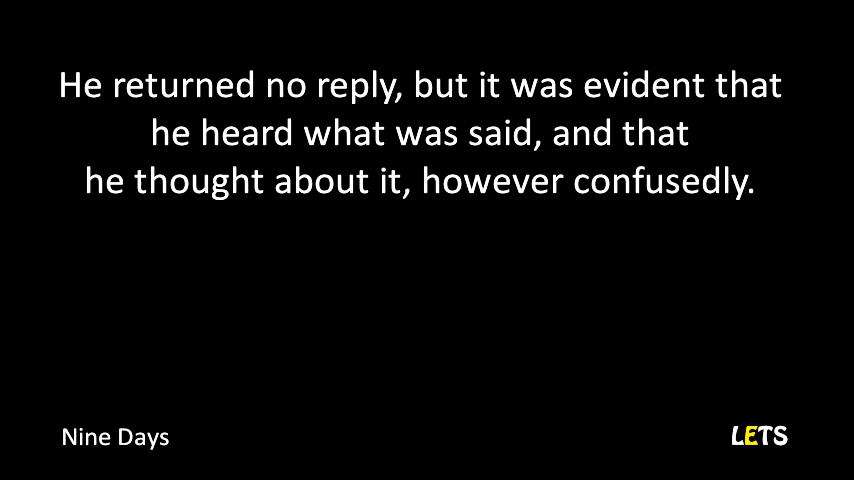 He returned no reply, but it was evident that
he heard what was said, and that
he thought about it, however confusedly.
Nine Days
LETS